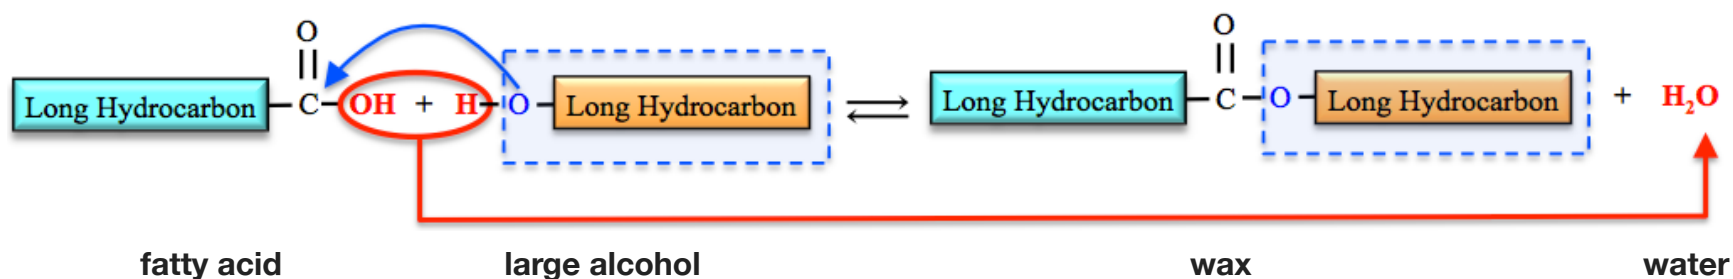 O O
Long Hydrocarbon C OH + H O Long Hydrocarbon ⇌ Long Hydrocarbon C O Long Hydrocarbon + H₂O
fatty acid large alcohol wax water